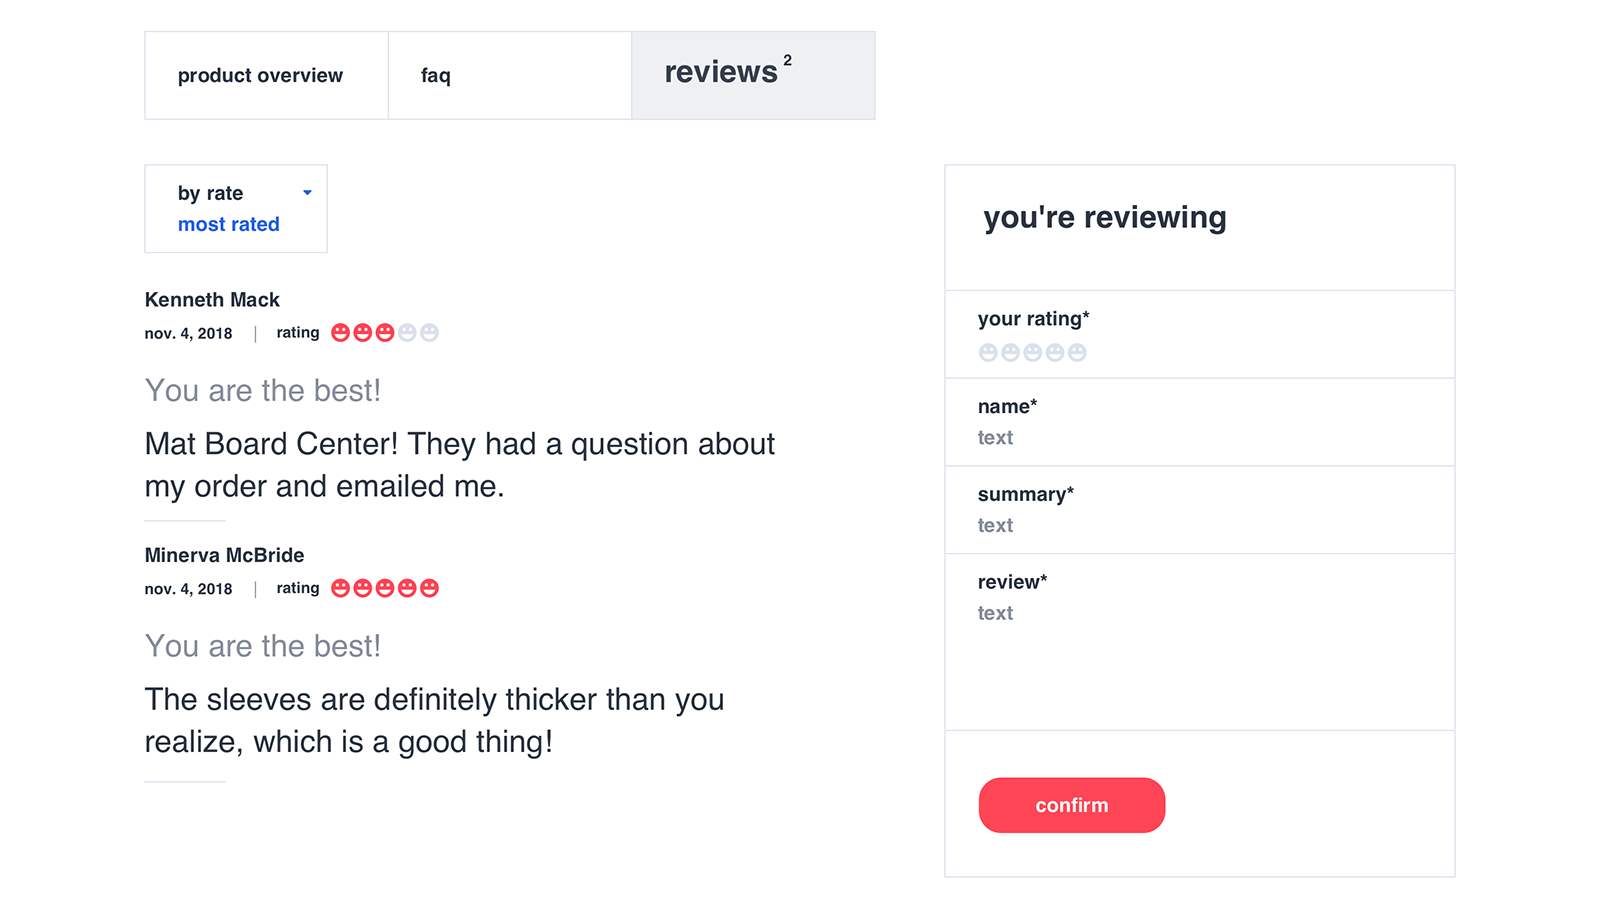 product overview
faq
reviews 2
by rate
most rated
Kenneth Mack
nov. 4, 2018 | rating
You are the best!
Mat Board Center! They had a question about
my order and emailed me.
Minerva McBride
nov. 4, 2018 | rating
You are the best!
The sleeves are definitely thicker than you
realize, which is a good thing!
you're reviewing
your rating*
name*
text
summary*
text
review*
text
confirm